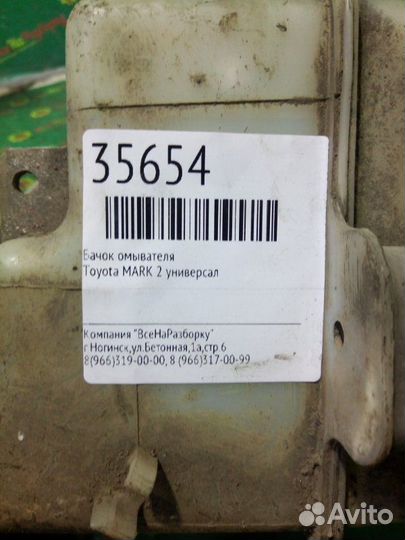 35654
Бачок омывателя
Toyota MARK 2 универсал
Компания "ВсеНаРазборку"
г Ногинск,ул.Бетонная,1а,стр 6
8(966)319-00-00, 8 (966)317-00-99
Avito